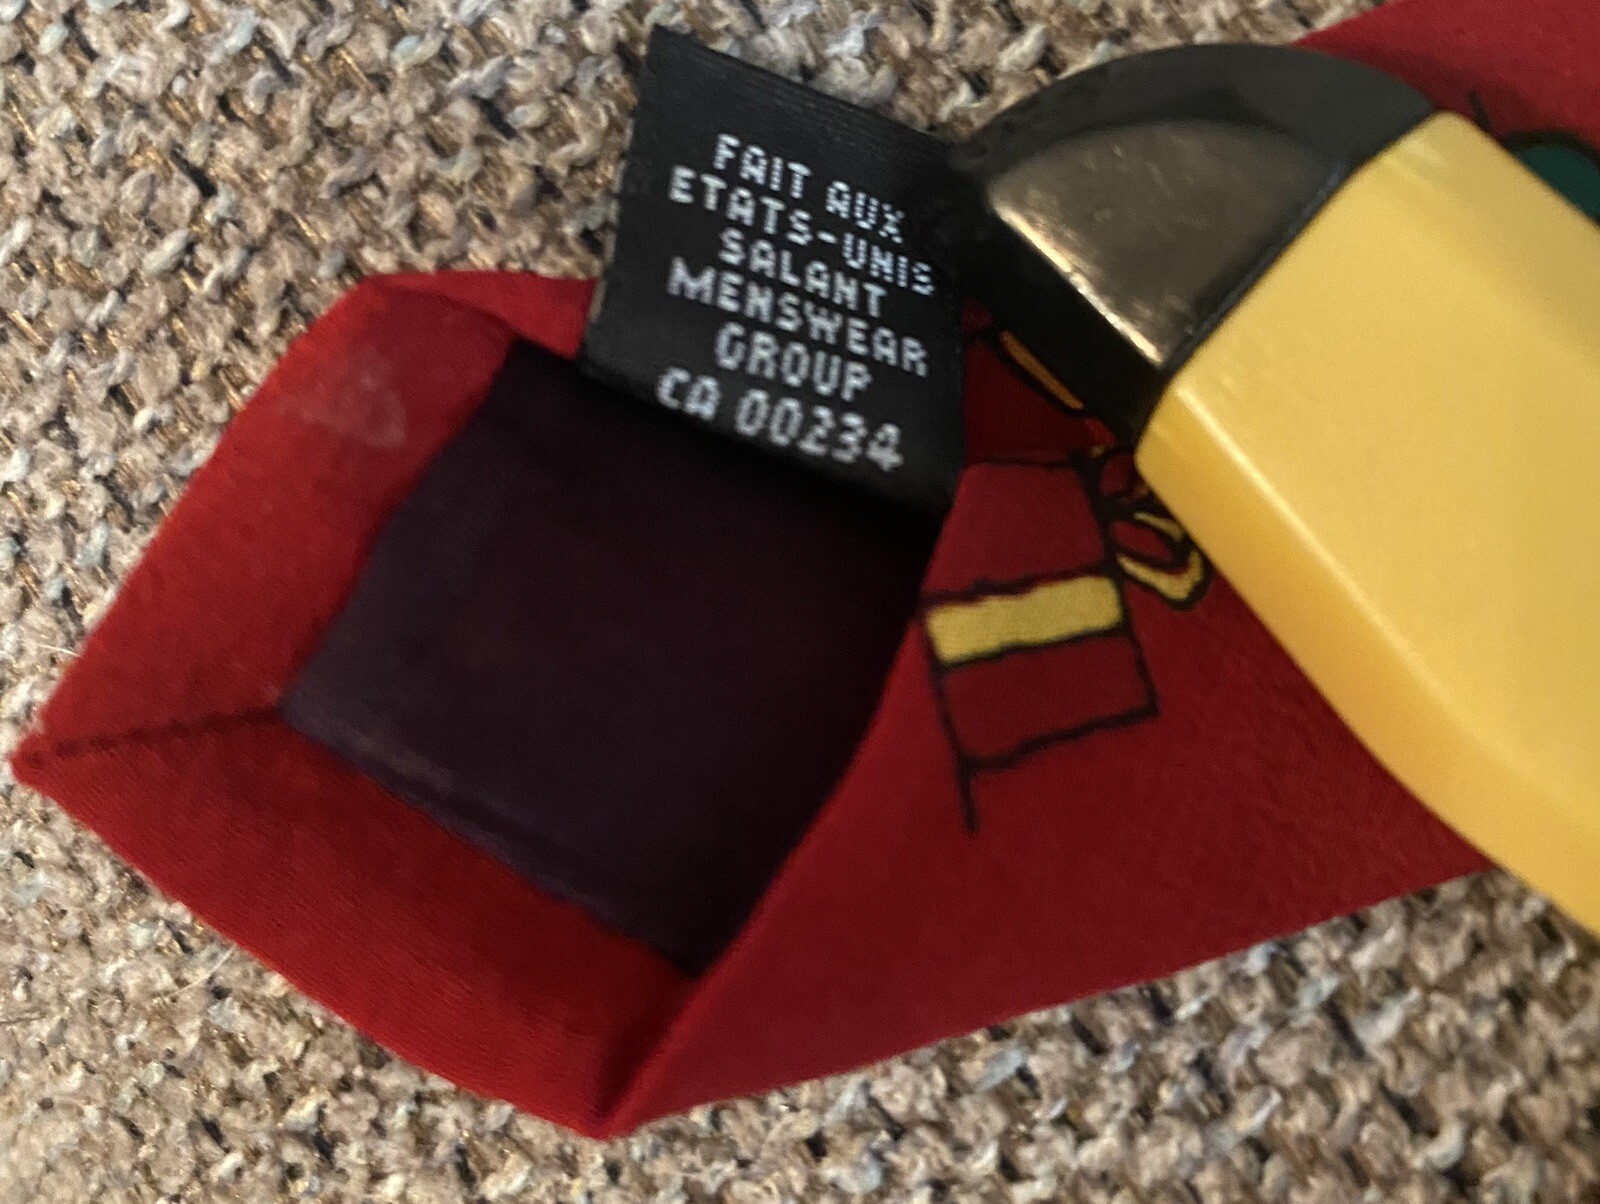 FAIT AUX
ETATS-UNIS
SALANT
MENSWEAR
GROUP
CA 00234